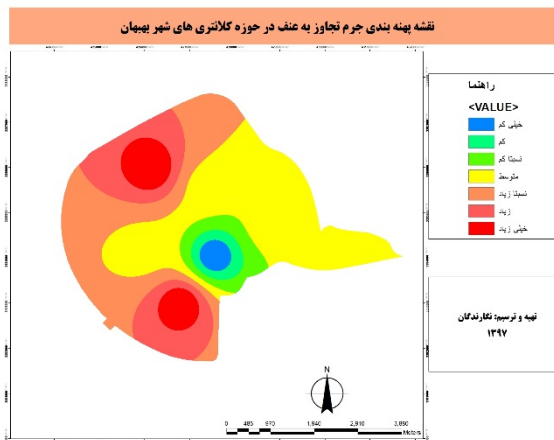 نقشه پهنه بندی جرم تجاوز به عنف در حوزه کلانتری های شهر بهبهان
راهنما
<VALUE>
خیلی کم
کم
نسبتا کم
متوسط
نسبتا زیاد
زیاد
خیلی زیاد
تهیه و ترسیم: نگارندگان
۱۳۹۷
N
0 485 970 1,940 2,910 3,880
Meters